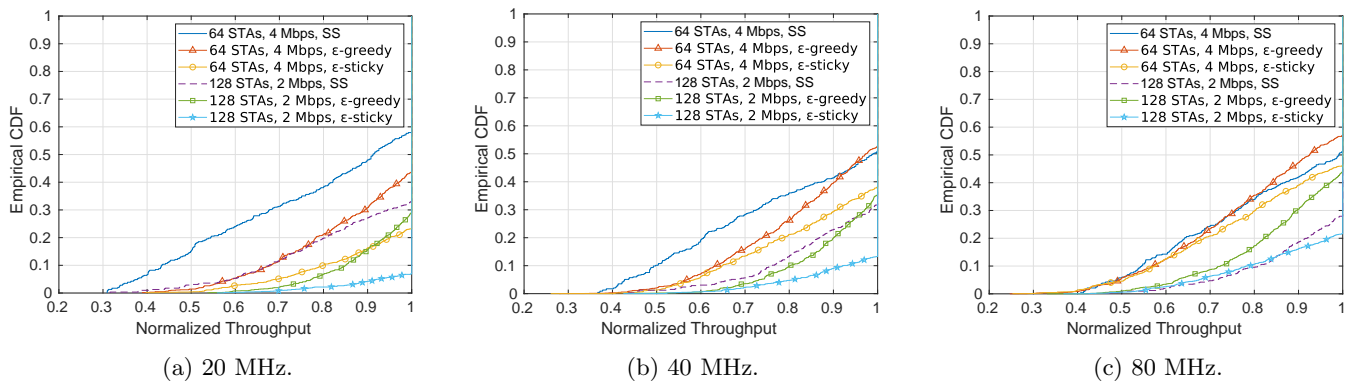 1
0.9
0.8
0.7
0.6
0.5
0.4
0.3
0.2
0.1
0
Empirical CDF
64 STAs, 4 Mbps, SS
64 STAs, 4 Mbps, ε-greedy
64 STAs, 4 Mbps, ε-sticky
128 STAs, 2 Mbps, SS
128 STAs, 2 Mbps, ε-greedy
128 STAs, 2 Mbps, ε-sticky
0.2 0.3 0.4 0.5 0.6 0.7 0.8 0.9 1
Normalized Throughput
(a) 20 MHz.
1
0.9
0.8
0.7
0.6
0.5
0.4
0.3
0.2
0.1
0
Empirical CDF
64 STAs, 4 Mbps, SS
64 STAs, 4 Mbps, ε-greedy
64 STAs, 4 Mbps, ε-sticky
128 STAs, 2 Mbps, SS
128 STAs, 2 Mbps, ε-greedy
128 STAs, 2 Mbps, ε-sticky
0.2 0.3 0.4 0.5 0.6 0.7 0.8 0.9 1
Normalized Throughput
(b) 40 MHz.
1
0.9
0.8
0.7
0.6
0.5
0.4
0.3
0.2
0.1
0
Empirical CDF
64 STAs, 4 Mbps, SS
64 STAs, 4 Mbps, ε-greedy
64 STAs, 4 Mbps, ε-sticky
128 STAs, 2 Mbps, SS
128 STAs, 2 Mbps, ε-greedy
128 STAs, 2 Mbps, ε-sticky
0.2 0.3 0.4 0.5 0.6 0.7 0.8 0.9 1
Normalized Throughput
(c) 80 MHz.